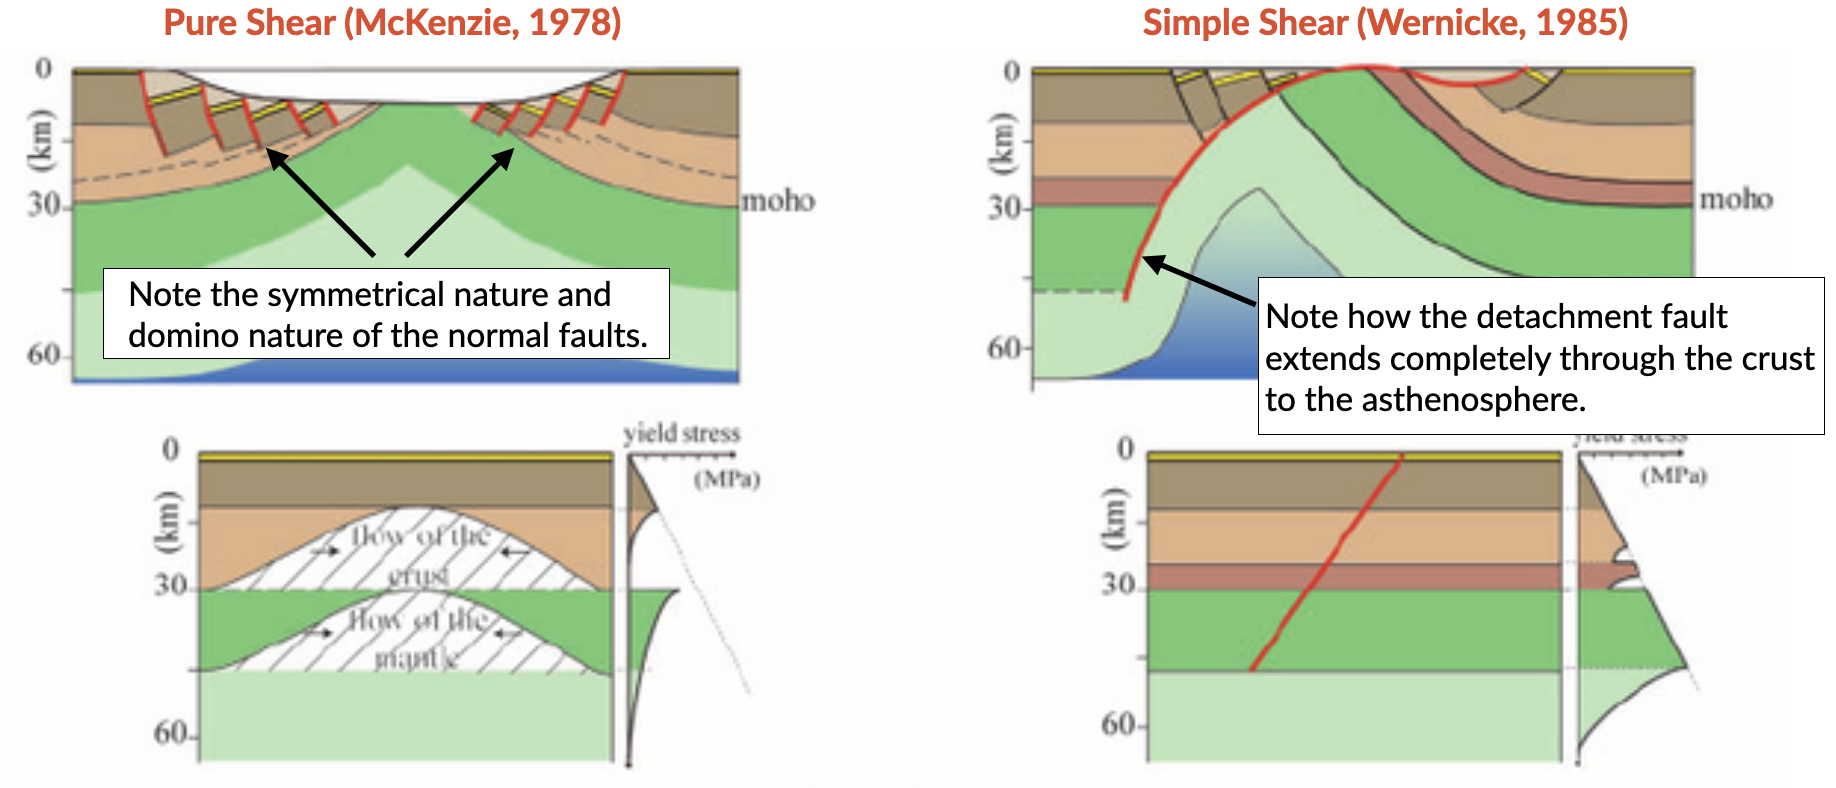 Pure Shear (McKenzie, 1978)
0
(km)
30
60
moho
Note the symmetrical nature and
domino nature of the normal faults.
0
(km)
30
60
flow of the
crust
flow of the
mantle
yield stress
(MPa)
Simple Shear (Wernicke, 1985)
0
(km)
30
60
moho
Note how the detachment fault
extends completely through the crust
to the asthenosphere.
0
(km)
30
60
yield stress
(MPa)